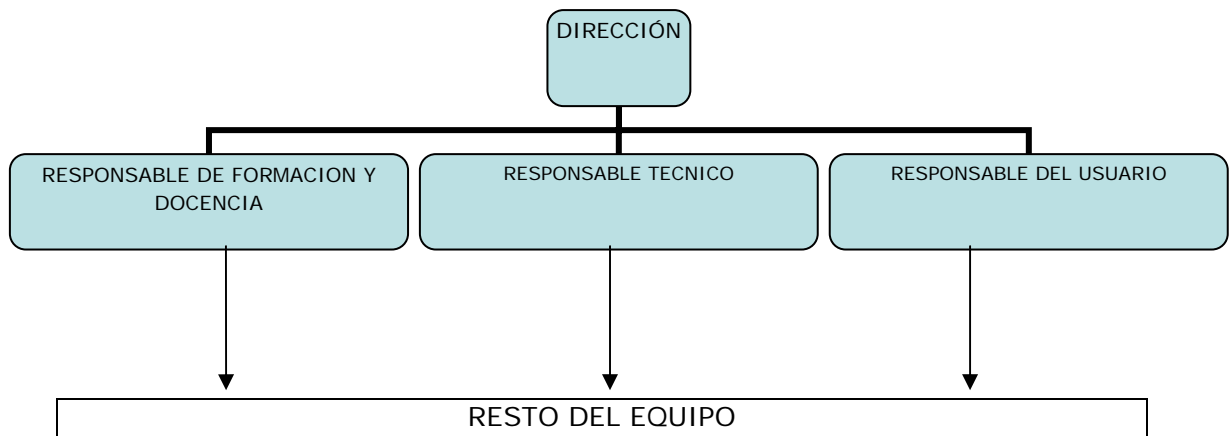 DIRECCIÓN
RESPONSABLE DE FORMACION Y
DOCENCIA
RESPONSABLE TECNICO
RESPONSABLE DEL USUARIO
RESTO DEL EQUIPO